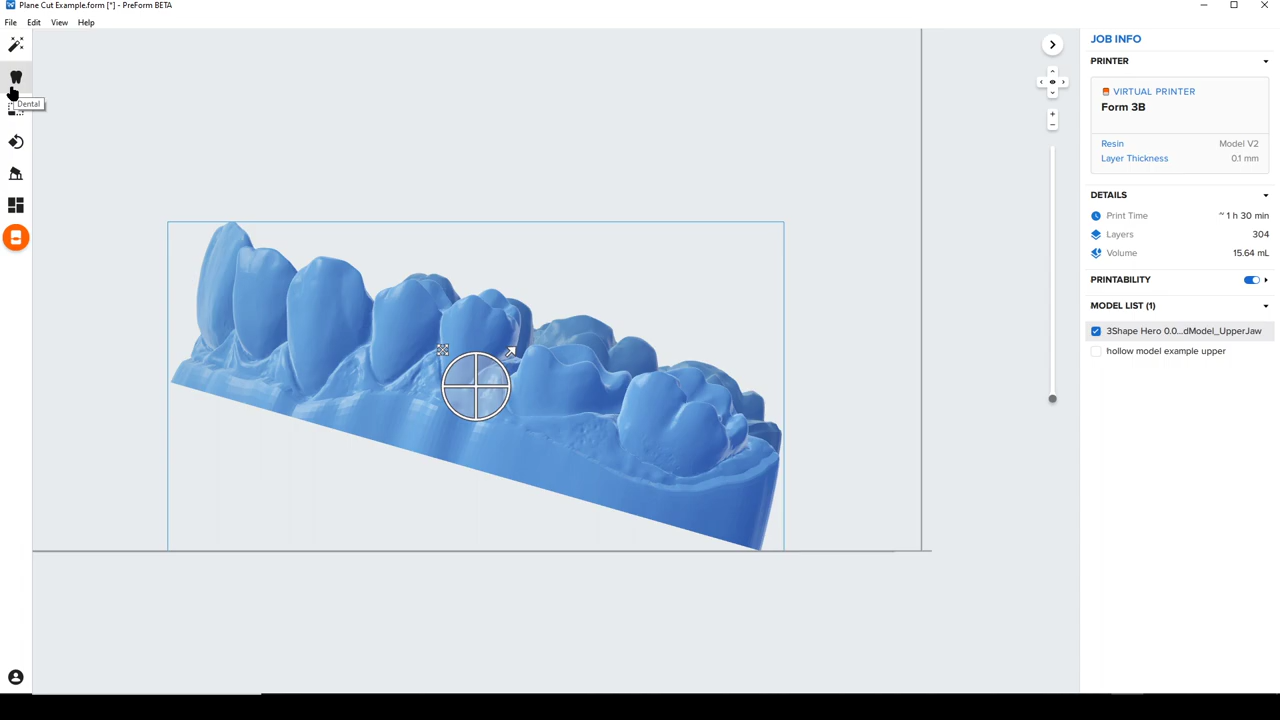 Plane Cut Example.form [*] - PreForm BETA
File Edit View Help
Dental
JOB INFO
PRINTER
VIRTUAL PRINTER
Form 3B
Resin Model V2
Layer Thickness 0.1 mm
DETAILS
Print Time ~ 1 h 30 min
Layers 304
Volume 15.64 mL
PRINTABILITY
MODEL LIST (1)
3Shape Hero 0.0...dModel_UpperJaw
hollow model example upper